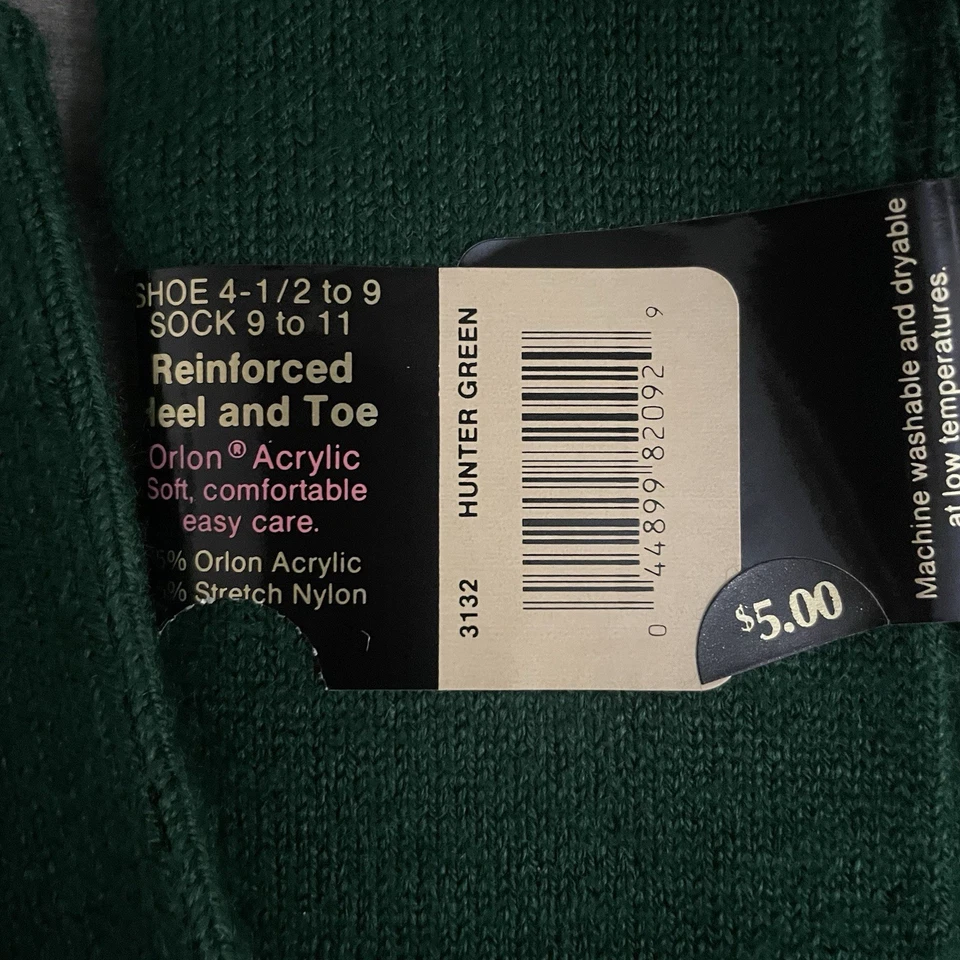 SHOE 4-1/2 to 9
SOCK 9 to 11
Reinforced
Heel and Toe
Orlon® Acrylic
Soft, comfortable
easy care.
5% Orlon Acrylic
% Stretch Nylon
3132 HUNTER GREEN
0 44899 82092 9
$5.00
Machine washable and dryable
at low temperatures.